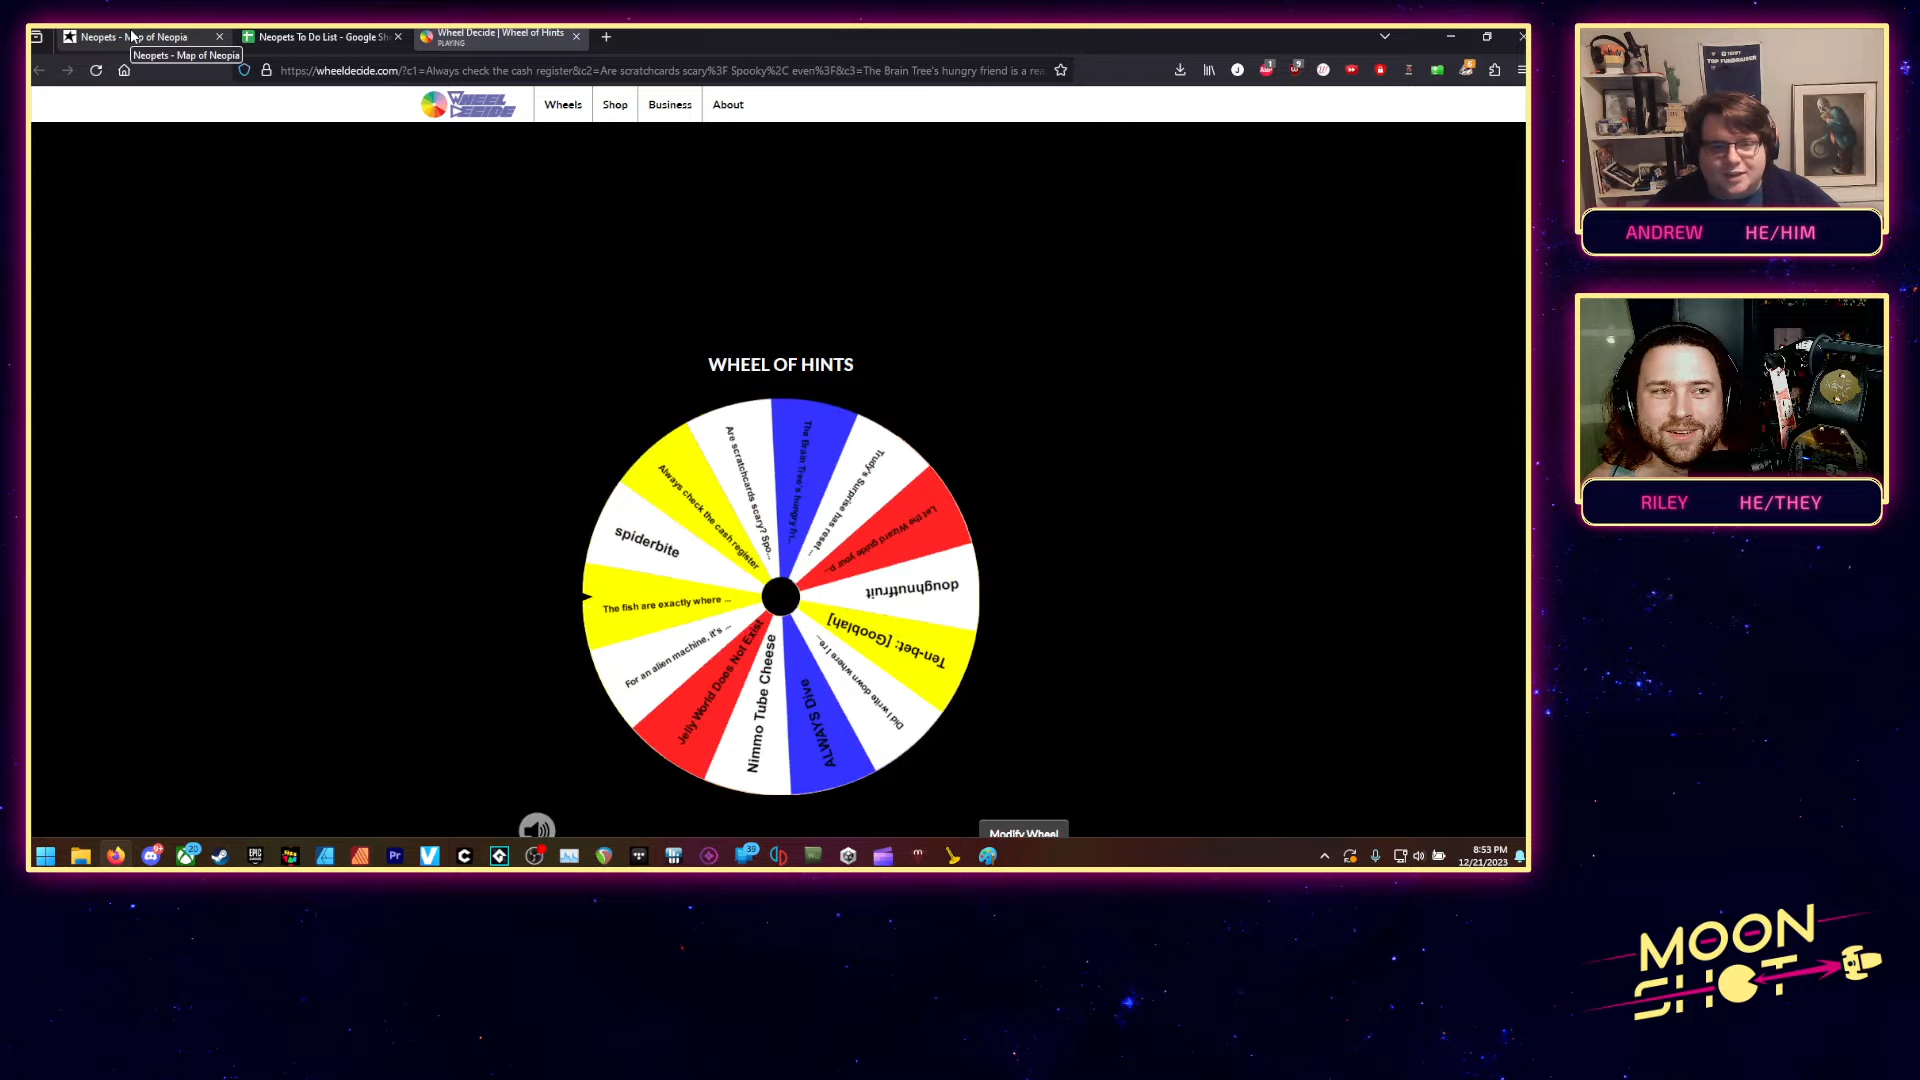 Neopets - Map of Neopia
Neopets To Do List - Google She
Wheel Decide | Wheel of Hints
PLAYING
Neopets - Map of Neopia
https://wheeldecide.com/?c1=Always check the cash register&c2=Are scratchcards scary%3F Spooky%2C even%3F&c3=The Brain Tree's hungry friend is a rea
WHEEL DECIDE
Wheels
Shop
Business
About
WHEEL OF HINTS
The Brain Tree's hungry fri...
Trudy's Surprise has reset ...
Let the Wizard guide your p...
doughnutfruit
Ten-bet: [Gooblah]
Did I write down where I re...
ALWAYS Dive
Nimmo Tube Cheese
Jelly World Does Not Exist
For an alien machine, it's ...
The fish are exactly where ...
spiderbite
Always check the cash register
Are scratchcards scary? Spo...
Modify Wheel
8:53 PM
12/21/2023
TOP FUNDRAISER
ANDREW HE/HIM
RILEY HE/THEY
MOON
SHOT